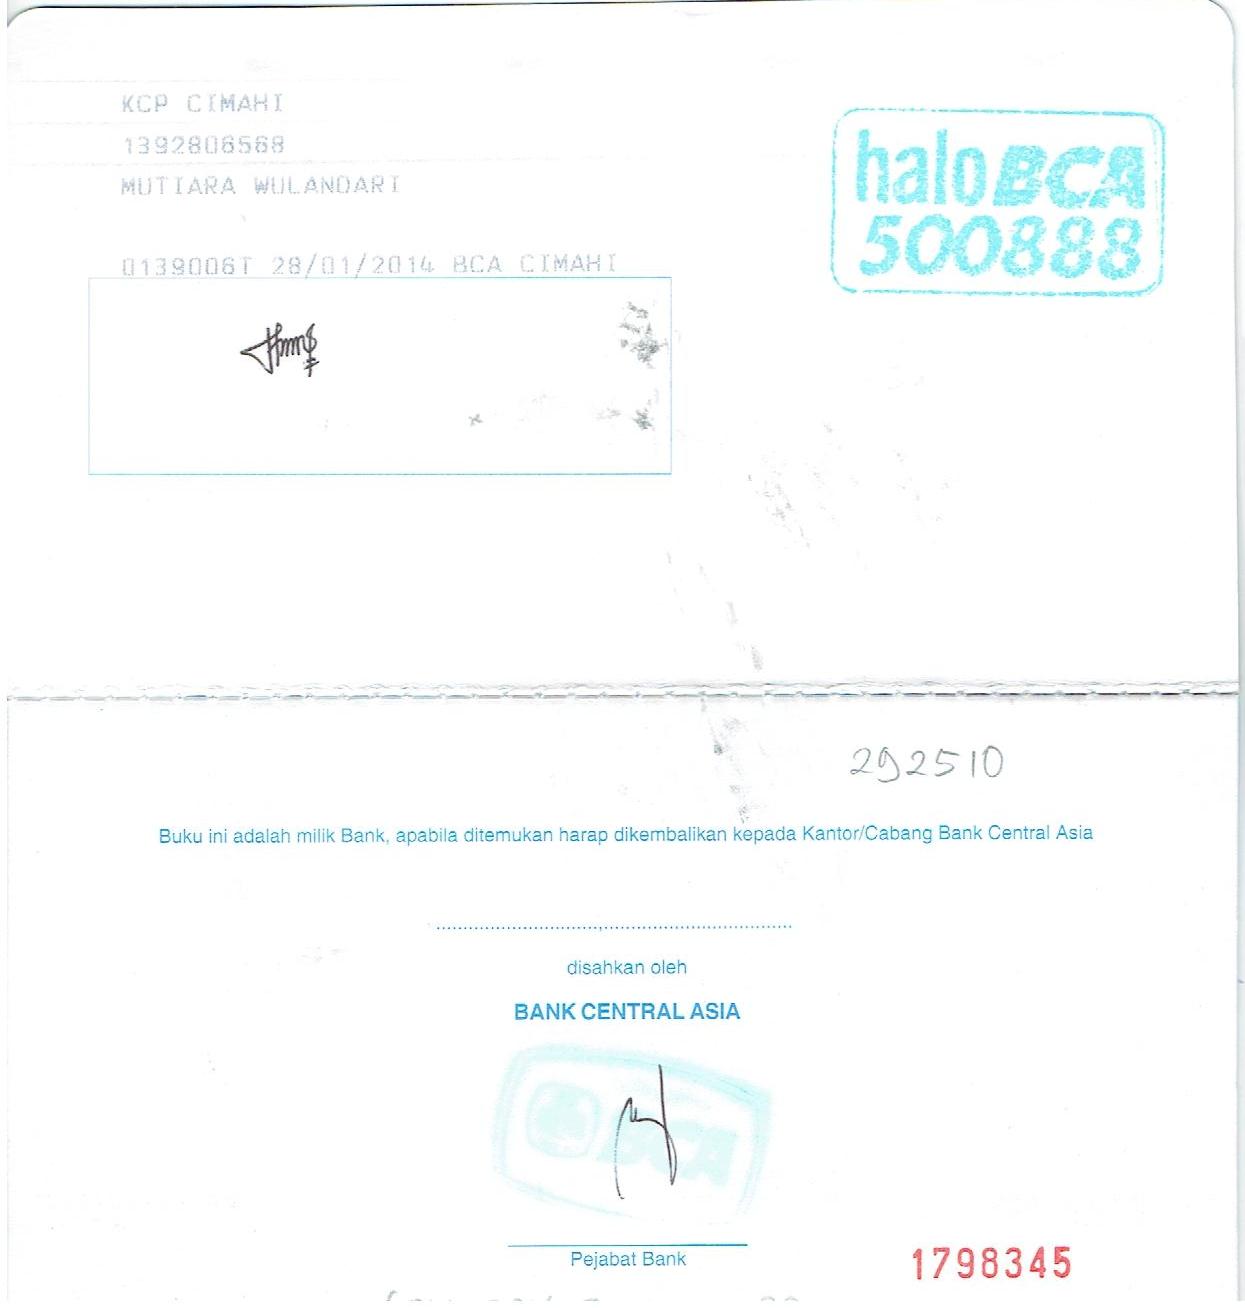 KCP CIMAHI
1392806568
MUTIARA WULANDARI
halo BCA
500888
0139006T 28/01/2014 BCA CIMAHI
292510
Buku ini adalah milik Bank, apabila ditemukan harap dikembalikan kepada Kantor/Cabang Bank Central Asia
disahkan oleh
BANK CENTRAL ASIA
BCA
Pejabat Bank
1798345